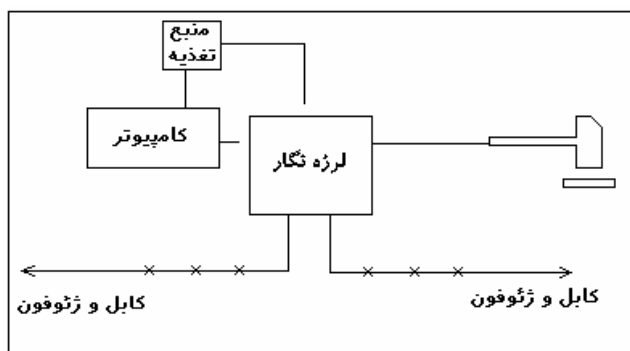 منبع
تغذیه
کامپیوتر
لرزه نگار
کابل و ژئوفون
کابل و ژئوفون